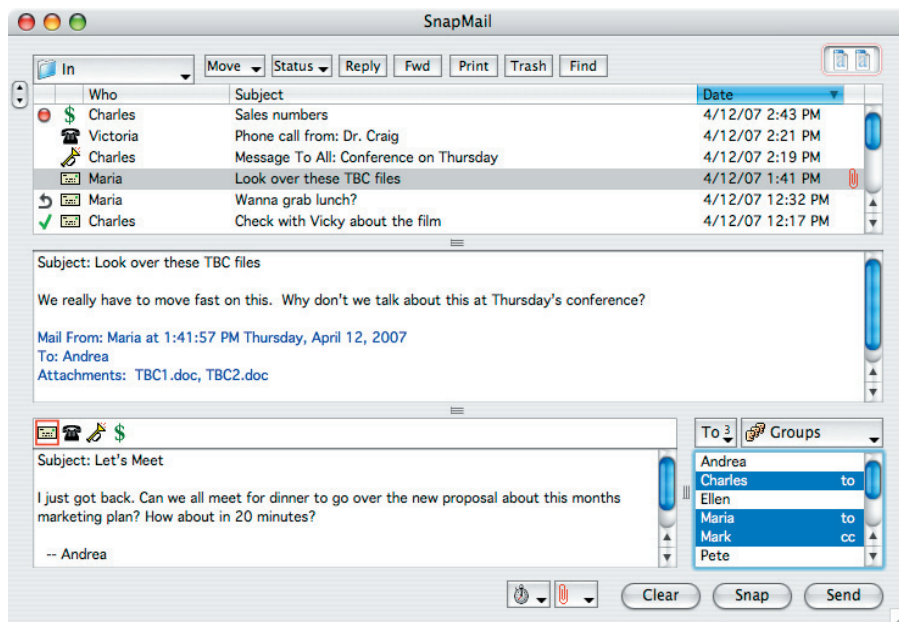 SnapMail
In Move Status Reply Fwd Print Trash Find
Who Subject Date
$ Charles Sales numbers 4/12/07 2:43 PM
Victoria Phone call from: Dr. Craig 4/12/07 2:21 PM
Charles Message To All: Conference on Thursday 4/12/07 2:19 PM
Maria Look over these TBC files 4/12/07 1:41 PM
Maria Wanna grab lunch? 4/12/07 12:32 PM
Charles Check with Vicky about the film 4/12/07 12:17 PM
Subject: Look over these TBC files
We really have to move fast on this. Why don't we talk about this at Thursday's conference?
Mail From: Maria at 1:41:57 PM Thursday, April 12, 2007
To: Andrea
Attachments: TBC1.doc, TBC2.doc
$
Subject: Let's Meet
I just got back. Can we all meet for dinner to go over the new proposal about this months
marketing plan? How about in 20 minutes?
-- Andrea
To 3 Groups
Andrea
Charles to
Ellen
Maria to
Mark cc
Pete
Clear Snap Send